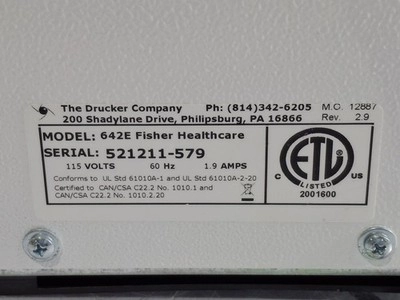 The Drucker Company Ph: (814)342-6205 M.O. 12887
200 Shadylane Drive, Philipsburg, PA 16866 Rev. 2.9
MODEL: 642E Fisher Healthcare
SERIAL: 521211-579
115 VOLTS 60 Hz 1.9 AMPS
Conforms to UL Std 61010A-1 and UL Std 61010A-2-20
Certified to CAN/CSA C22.2 No. 1010.1 and
CAN/CSA C22.2 No. 1010.2.20
ETL
C US
LISTED
2001600